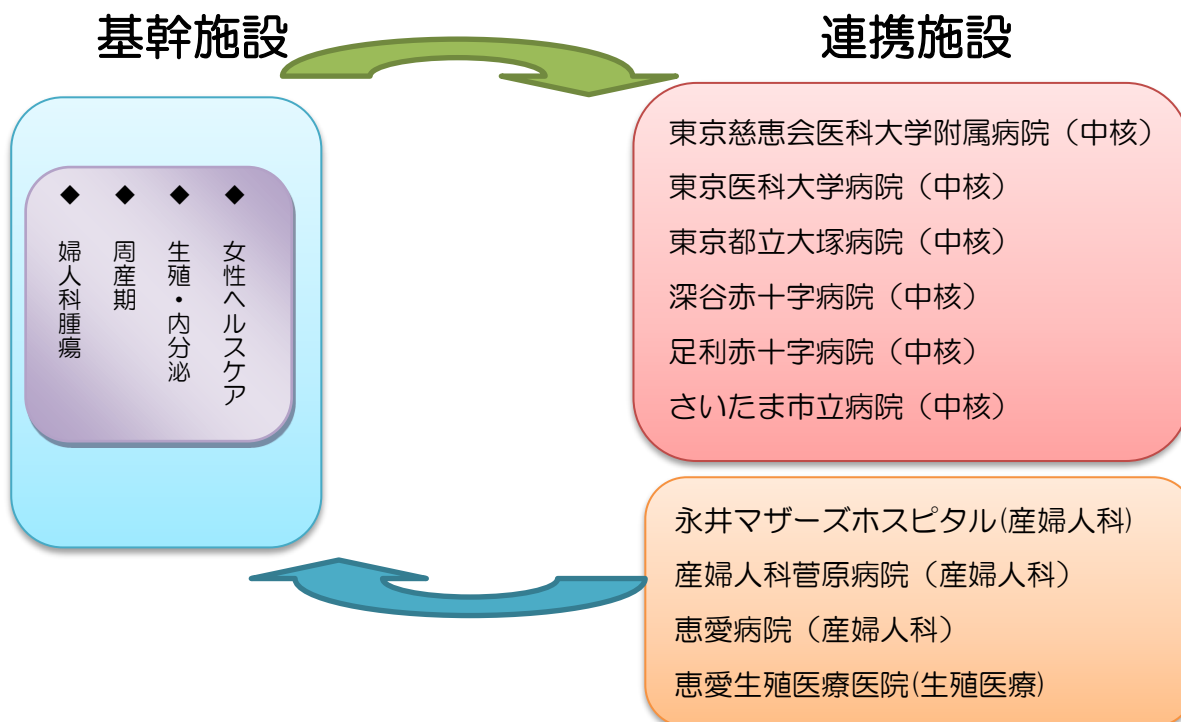 基幹施設
連携施設
◆ 女性ヘルスケア
◆ 生殖・内分泌
◆ 周産期
◆ 婦人科腫瘍
東京慈恵会医科大学附属病院（中核）
東京医科大学病院（中核）
東京都立大塚病院（中核）
深谷赤十字病院（中核）
足利赤十字病院（中核）
さいたま市立病院（中核）
永井マザーズホスピタル(産婦人科)
産婦人科菅原病院（産婦人科）
恵愛病院（産婦人科）
恵愛生殖医療医院(生殖医療)